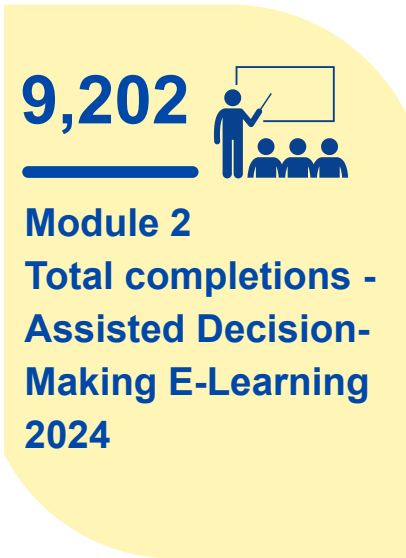 9,202
Module 2
Total completions -
Assisted Decision-
Making E-Learning
2024